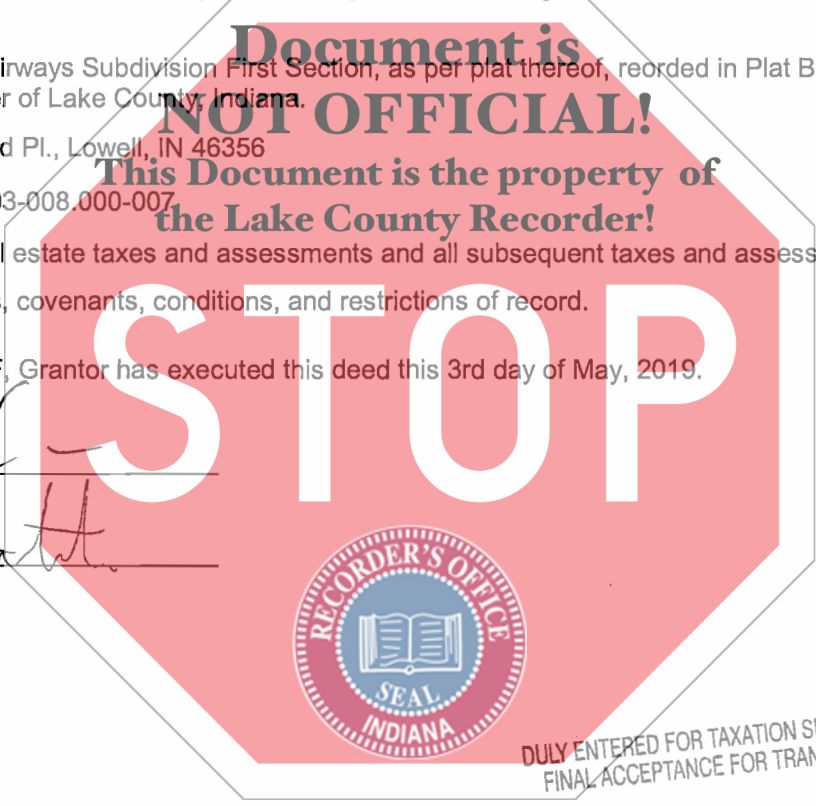 Document is
irways Subdivision First Section, as per plat thereof, reorded in Plat B
r of Lake County, Indiana.
NOT OFFICIAL!
d Pl., Lowell, IN 46356
This Document is the property of
3-008.000-007
the Lake County Recorder!
l estate taxes and assessments and all subsequent taxes and assess
, covenants, conditions, and restrictions of record.
STOP
, Grantor has executed this deed this 3rd day of May, 2019.
RECORDER'S OFFICE
SEAL
INDIANA
DULY ENTERED FOR TAXATION S
FINAL ACCEPTANCE FOR TRAN